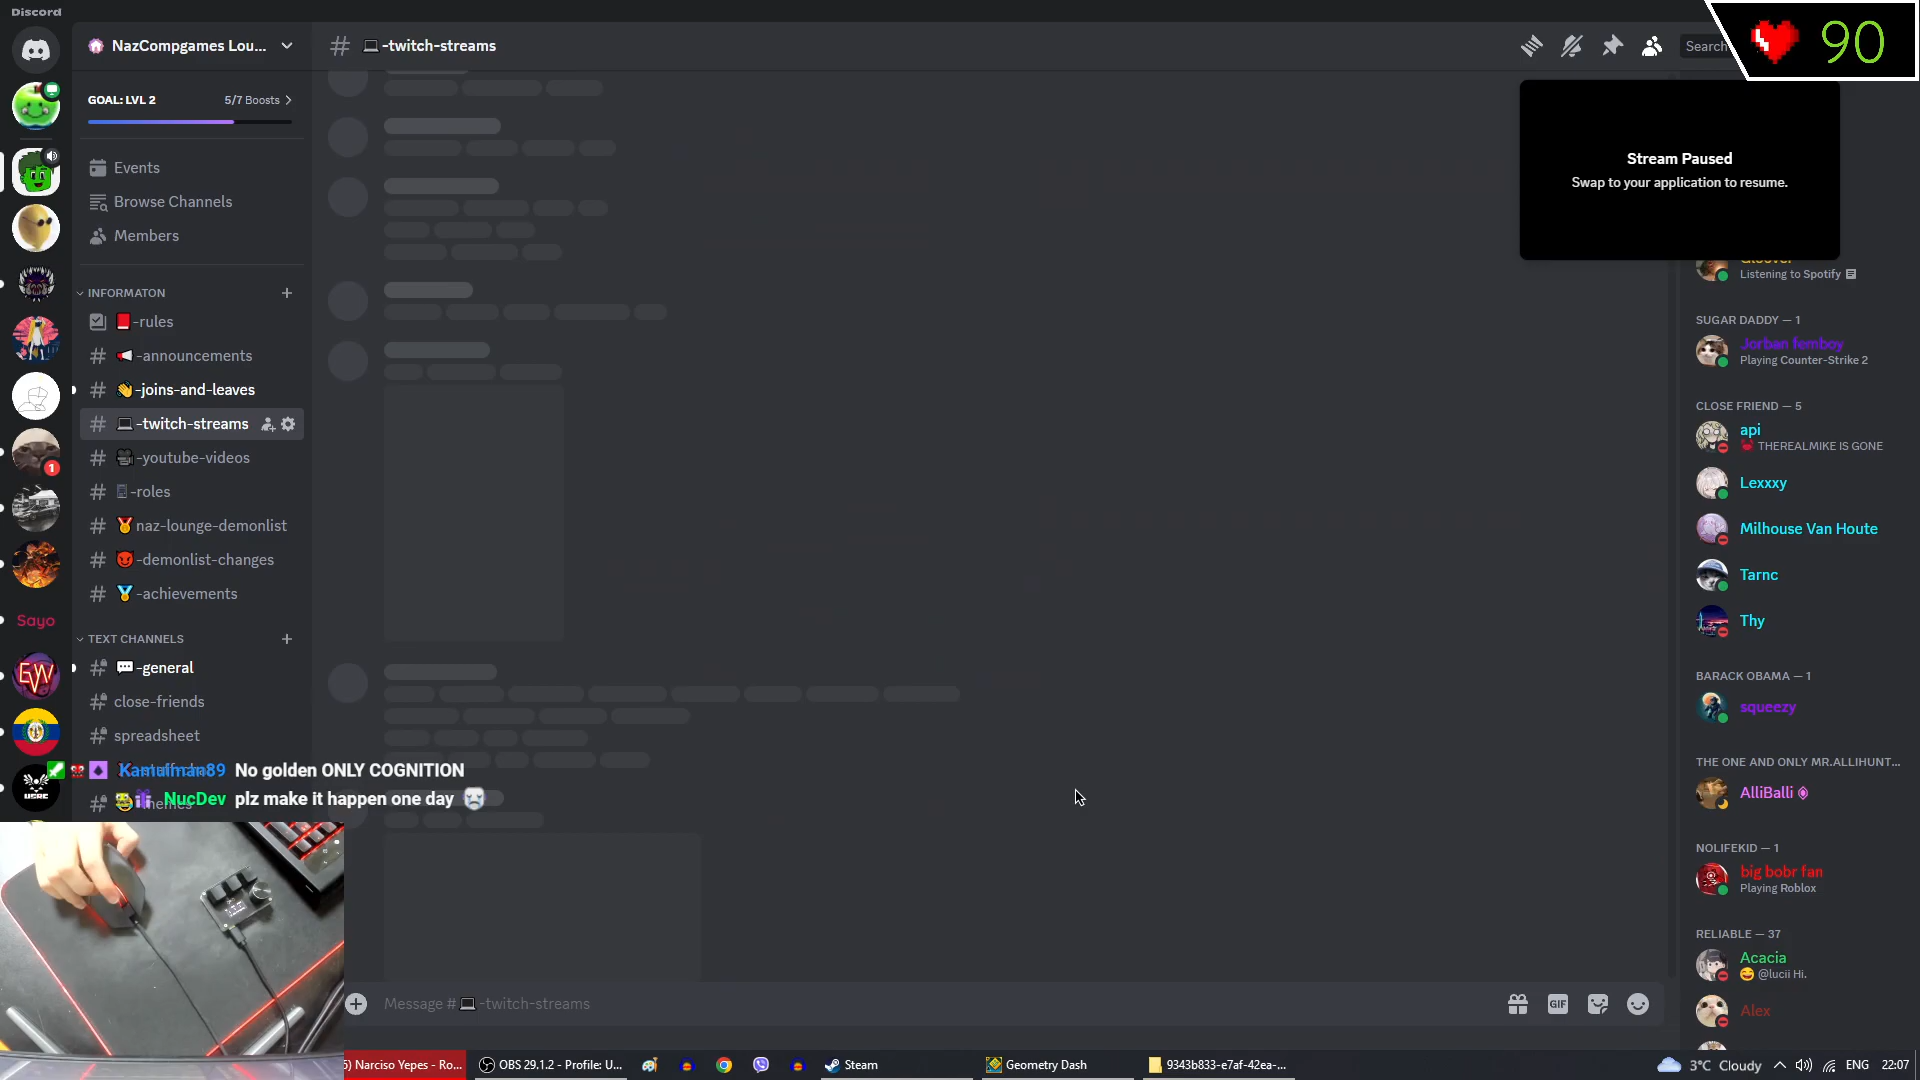 Discord
NazCompgames Lou...
-twitch-streams
Search
90
GOAL: LVL 2
5/7 Boosts
Stream Paused
Swap to your application to resume.
Events
Browse Channels
Members
INFORMATON
-rules
-announcements
-joins-and-leaves
-twitch-streams
-youtube-videos
-roles
naz-lounge-demonlist
-demonlist-changes
-achievements
TEXT CHANNELS
-general
close-friends
spreadsheet
Sayo
EW
USRC
1
Listening to Spotify
SUGAR DADDY — 1
Jorban femboy
Playing Counter-Strike 2
CLOSE FRIEND — 5
api
THEREALMIKE IS GONE
Lexxxy
Milhouse Van Houte
Tarnc
Thy
BARACK OBAMA — 1
squeezy
THE ONE AND ONLY MR.ALLIHUNT...
AlliBalli
NOLIFEKID — 1
big bobr fan
Playing Roblox
RELIABLE — 37
Acacia
@lucii Hi.
Alex
Kamulman89 No golden ONLY COGNITION
NucDev plz make it happen one day
Message # -twitch-streams
GIF
) Narciso Yepes - Ro...
OBS 29.1.2 - Profile: U...
Steam
Geometry Dash
9343b833-e7af-42ea-...
3°C Cloudy
ENG
22:07